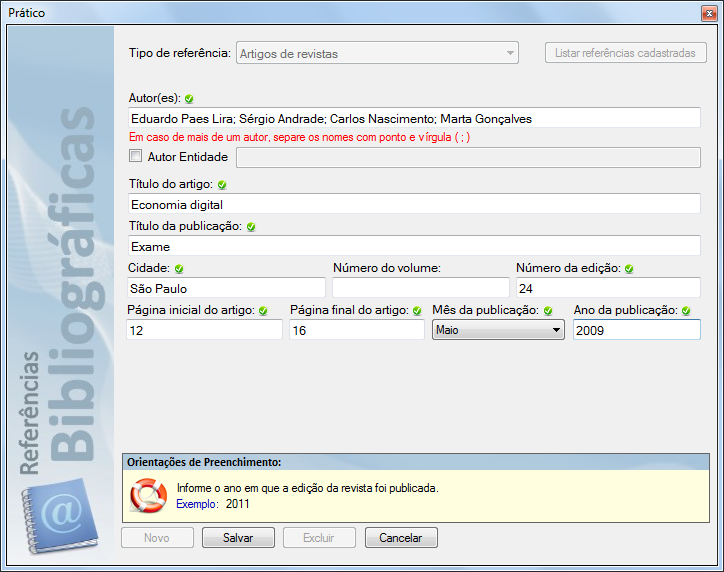 Prático
Tipo de referência: Artigos de revistas Listar referências cadastradas
Autor(es):
Eduardo Paes Lira; Sérgio Andrade; Carlos Nascimento; Marta Gonçalves
Em caso de mais de um autor, separe os nomes com ponto e vírgula ( ; )
Autor Entidade
Título do artigo:
Economia digital
Título da publicação:
Exame
Cidade: Número do volume: Número da edição:
São Paulo 24
Página inicial do artigo: Página final do artigo: Mês da publicação: Ano da publicação:
12 16 Maio 2009
Referências
Bibliográficas
@
Orientações de Preenchimento:
Informe o ano em que a edição da revista foi publicada.
Exemplo: 2011
Novo Salvar Excluir Cancelar